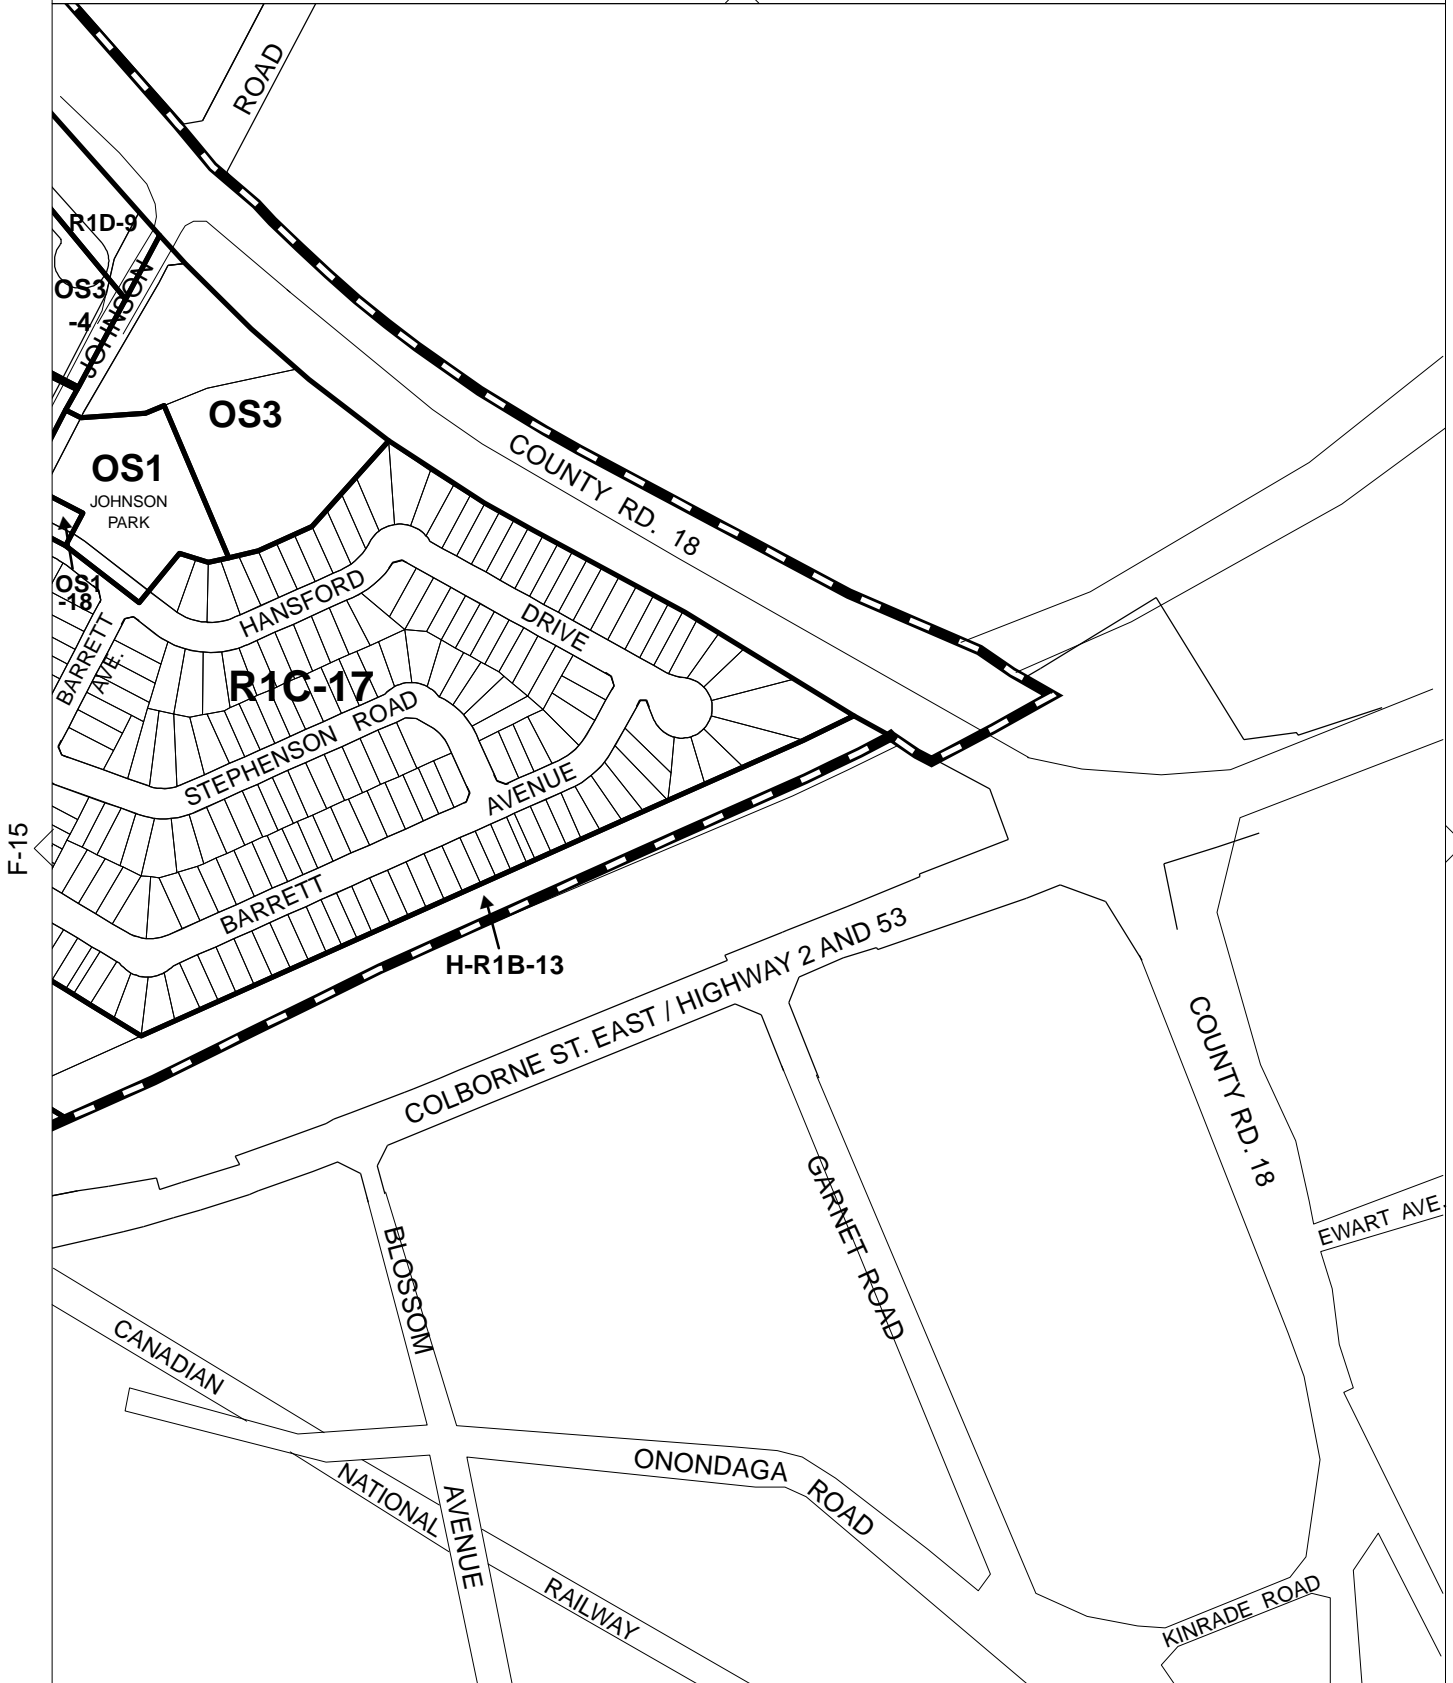 ROAD
R1D-9
OS3
-4
JOHNSON
OS3
OS1
JOHNSON
PARK
COUNTY RD. 18
OS1
-18
HANSFORD
DRIVE
BARRETT
AVE.
R1C-17
STEPHENSON ROAD
AVENUE
F-15
BARRETT
H-R1B-13
COLBORNE ST. EAST / HIGHWAY 2 AND 53
COUNTY RD. 18
GARNET ROAD
EWART AVE.
BLOSSOM
CANADIAN
ONONDAGA
ROAD
NATIONAL
AVENUE
RAILWAY
KINRADE ROAD